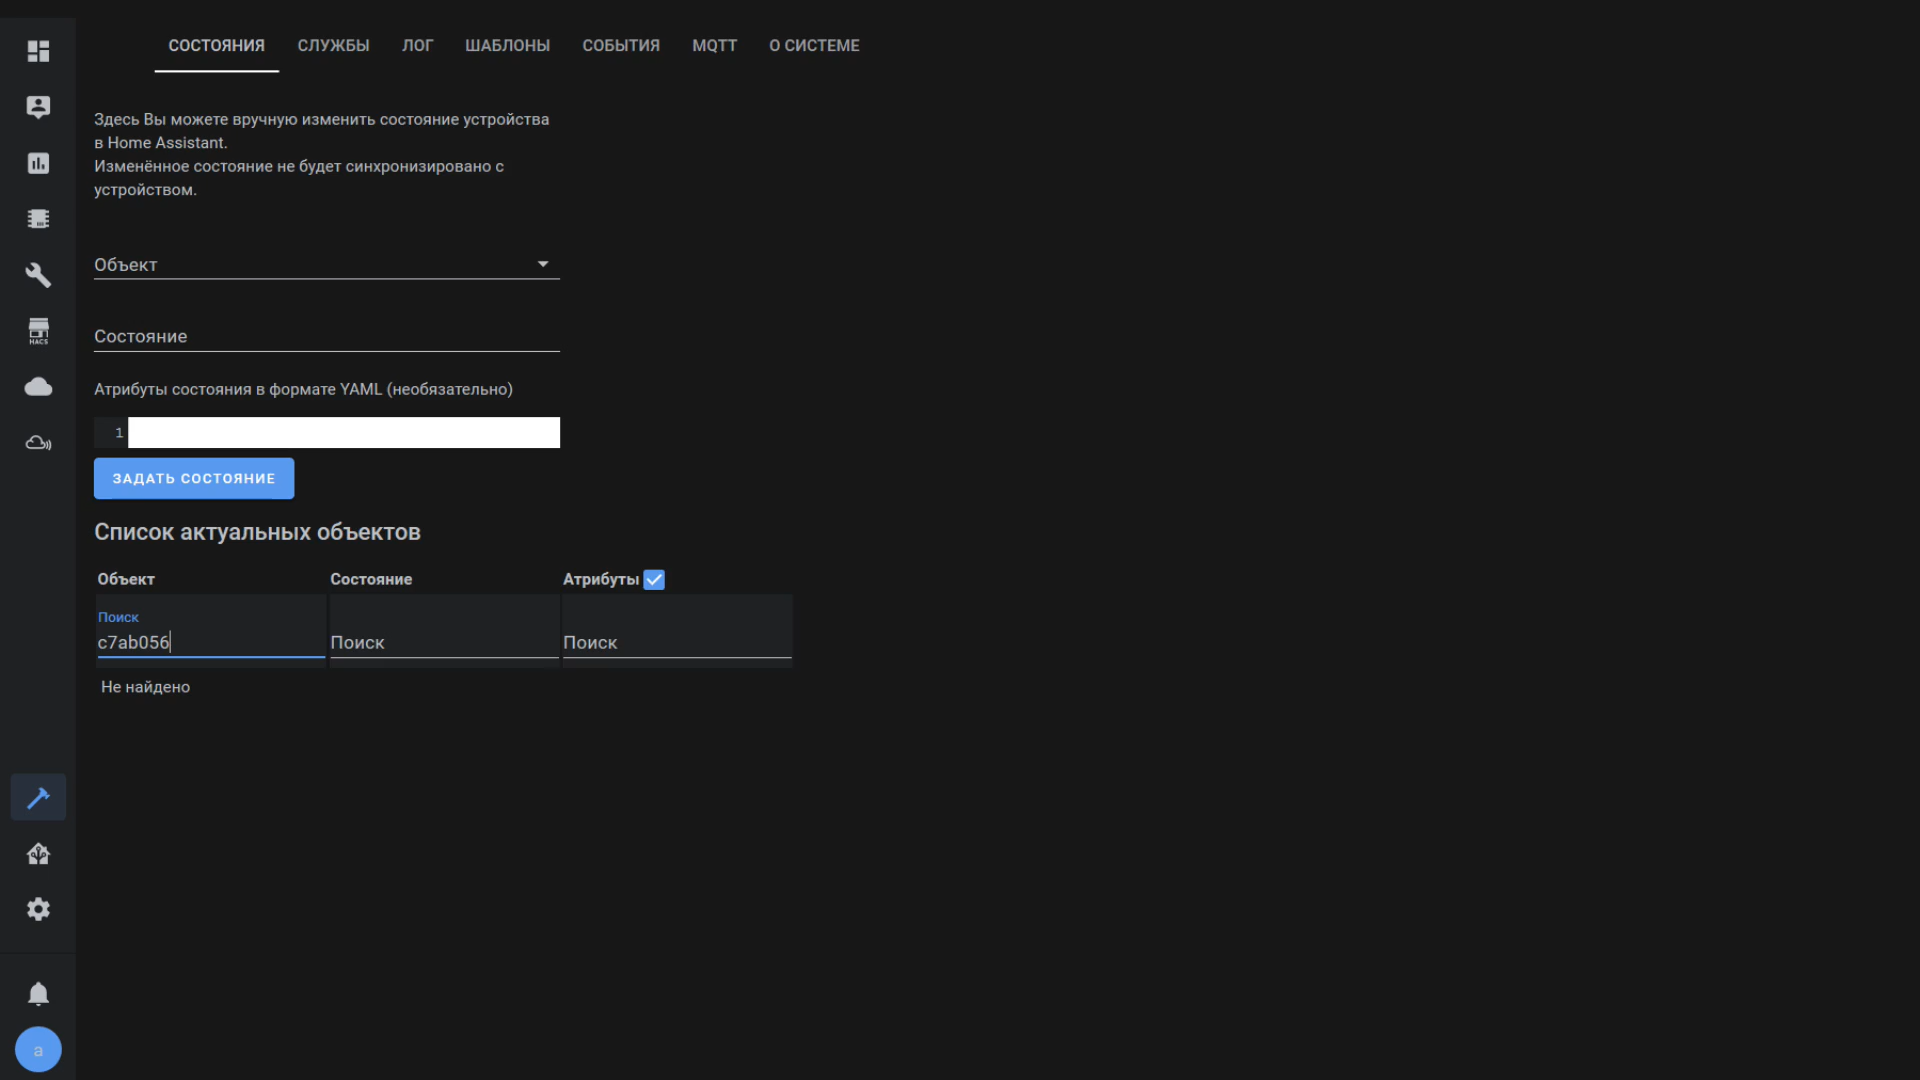 СОСТОЯНИЯ СЛУЖБЫ ЛОГ ШАБЛОНЫ СОБЫТИЯ MQTT О СИСТЕМЕ
Здесь Вы можете вручную изменить состояние устройства
в Home Assistant.
Изменённое состояние не будет синхронизировано с
устройством.
Объект
Состояние
HACS
Атрибуты состояния в формате YAML (необязательно)
1
ЗАДАТЬ СОСТОЯНИЕ
Список актуальных объектов
Объект Состояние Атрибуты
Поиск
c7ab056 Поиск Поиск
Не найдено
a